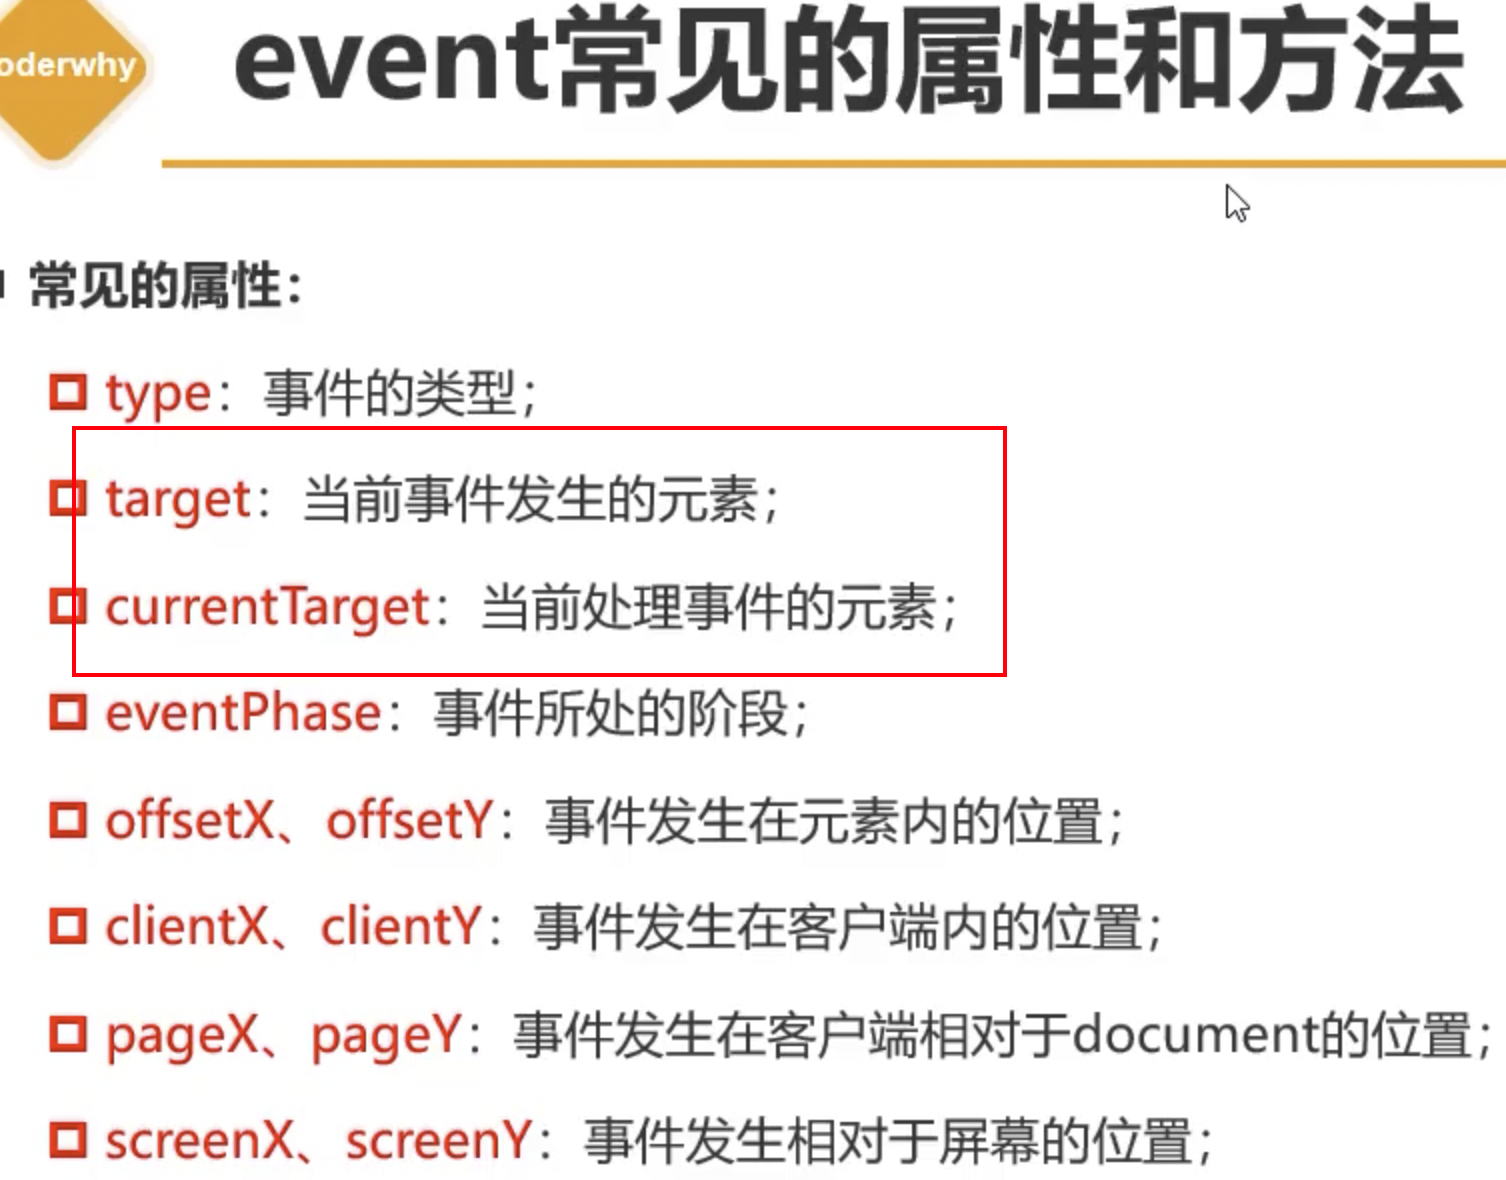 oderwhy
event常见的属性和方法
常见的属性：
type：事件的类型；
target：当前事件发生的元素；
currentTarget：当前处理事件的元素；
eventPhase：事件所处的阶段；
offsetX、offsetY：事件发生在元素内的位置；
clientX、clientY：事件发生在客户端内的位置；
pageX、pageY：事件发生在客户端相对于document的位置；
screenX、screenY：事件发生相对于屏幕的位置；